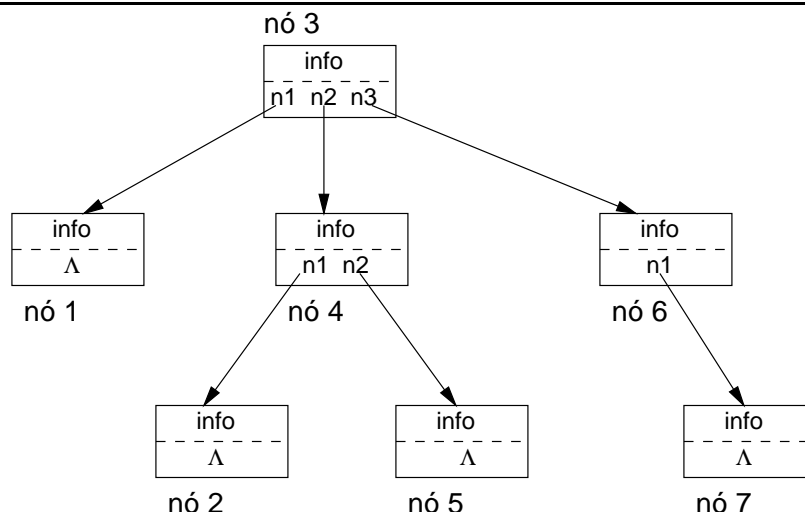 nó 3
info
n1 n2 n3
info
Λ
nó 1
info
n1 n2
nó 4
info
n1
nó 6
info
Λ
nó 2
info
Λ
nó 5
info
Λ
nó 7